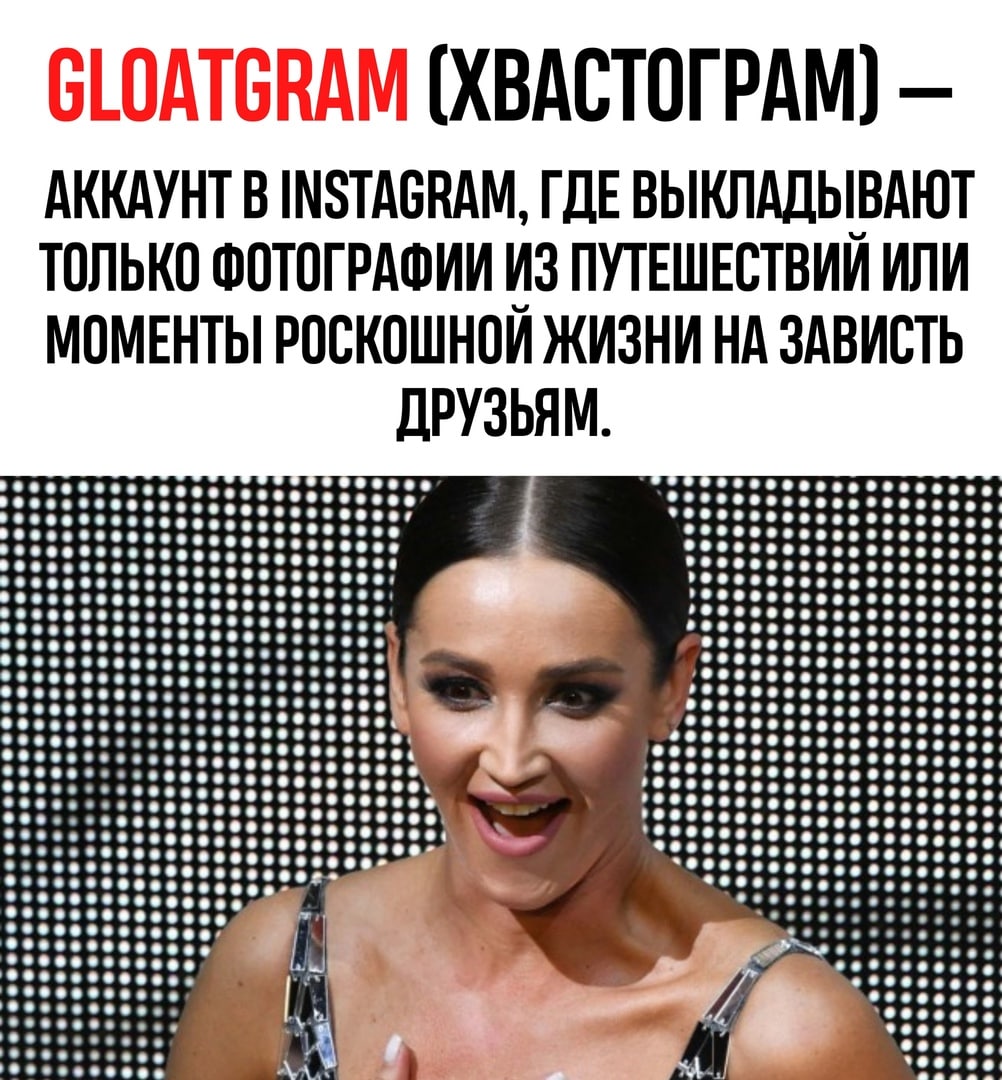 GLOATGRAM (ХВАСТОГРАМ) –
АККАУНТ В INSTAGRAM, ГДЕ ВЫКЛАДЫВАЮТ
ТОЛЬКО ФОТОГРАФИИ ИЗ ПУТЕШЕСТВИЙ ИЛИ
МОМЕНТЫ РОСКОШНОЙ ЖИЗНИ НА ЗАВИСТЬ
ДРУЗЬЯМ.